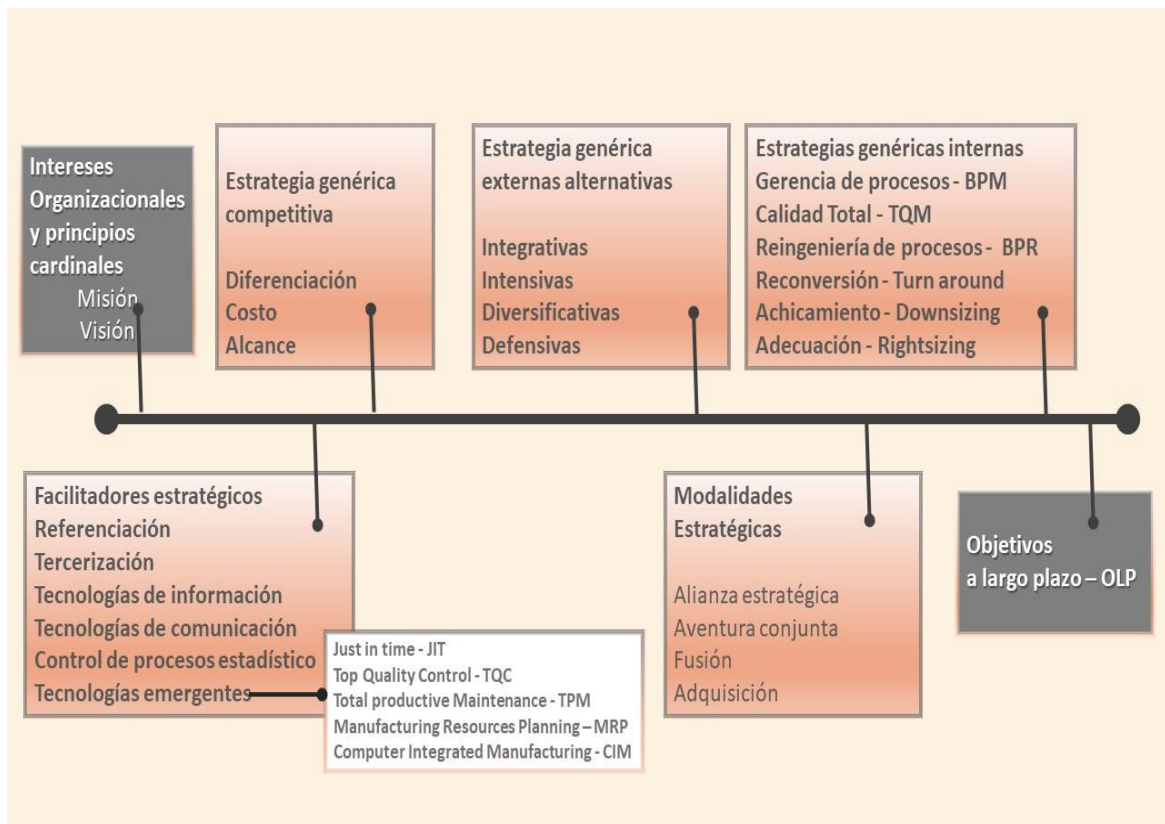 Intereses
Organizacionales
y principios
cardinales
Misión
Visión
Estrategia genérica
competitiva
Diferenciación
Costo
Alcance
Estrategia genérica
externas alternativas
Integrativas
Intensivas
Diversificativas
Defensivas
Estrategias genéricas internas
Gerencia de procesos - BPM
Calidad Total - TQM
Reingeniería de procesos - BPR
Reconversión - Turn around
Achicamiento - Downsizing
Adecuación - Rightsizing
Facilitadores estratégicos
Referenciación
Tercerización
Tecnologías de información
Tecnologías de comunicación
Control de procesos estadístico
Tecnologías emergentes
Just in time - JIT
Top Quality Control - TQC
Total productive Maintenance - TPM
Manufacturing Resources Planning – MRP
Computer Integrated Manufacturing - CIM
Modalidades
Estratégicas
Alianza estratégica
Aventura conjunta
Fusión
Adquisición
Objetivos
a largo plazo – OLP